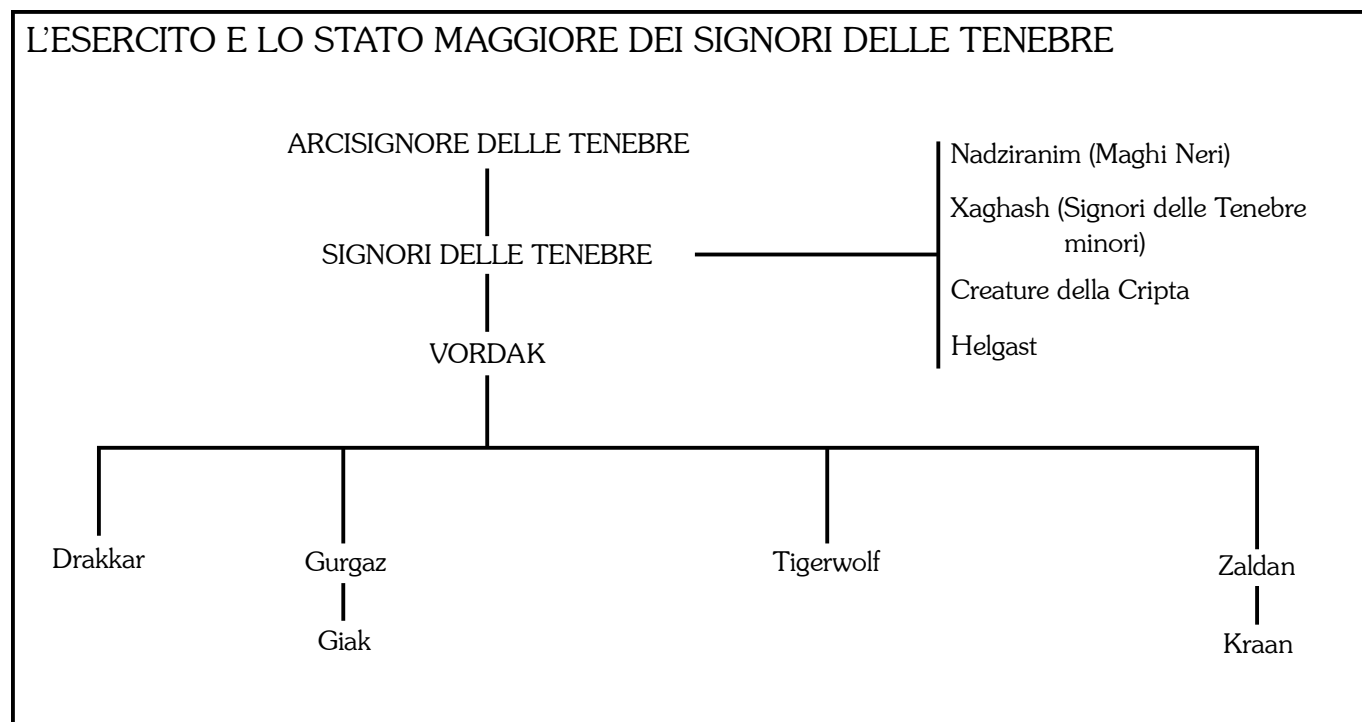 L'ESERCITO E LO STATO MAGGIORE DEI SIGNORI DELLE TENEBRE
ARCISIGNORE DELLE TENEBRE
SIGNORI DELLE TENEBRE
VORDAK
Nadziranim (Maghi Neri)
Xaghash (Signori delle Tenebre
minori)
Creature della Cripta
Helgast
Drakkar
Gurgaz
Tigerwolf
Zaldan
Giak
Kraan